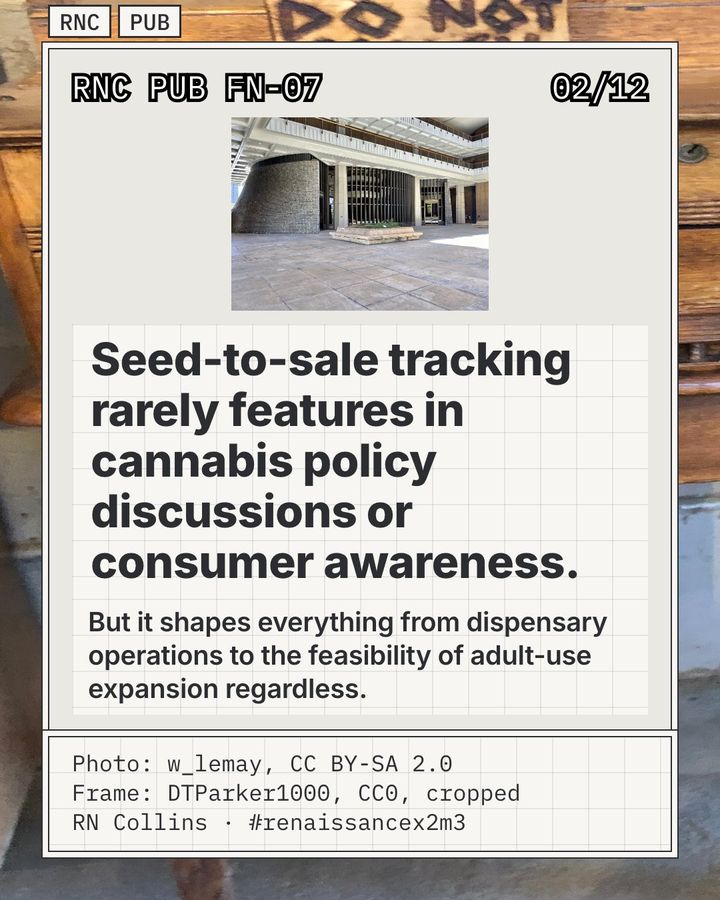 DO NOT
RNC PUB
RNC PUB FN-07 02/12
Seed-to-sale tracking
rarely features in
cannabis policy
discussions or
consumer awareness.
But it shapes everything from dispensary
operations to the feasibility of adult-use
expansion regardless.
Photo: w_lemay, CC BY-SA 2.0
Frame: DTParker1000, CC0, cropped
RN Collins · #renaissancex2m3